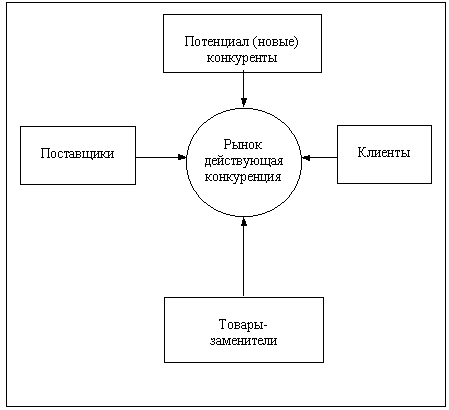 Потенциал (новые)
конкуренты
Поставщики
Рынок
действующая
конкуренция
Клиенты
Товары-
заменители